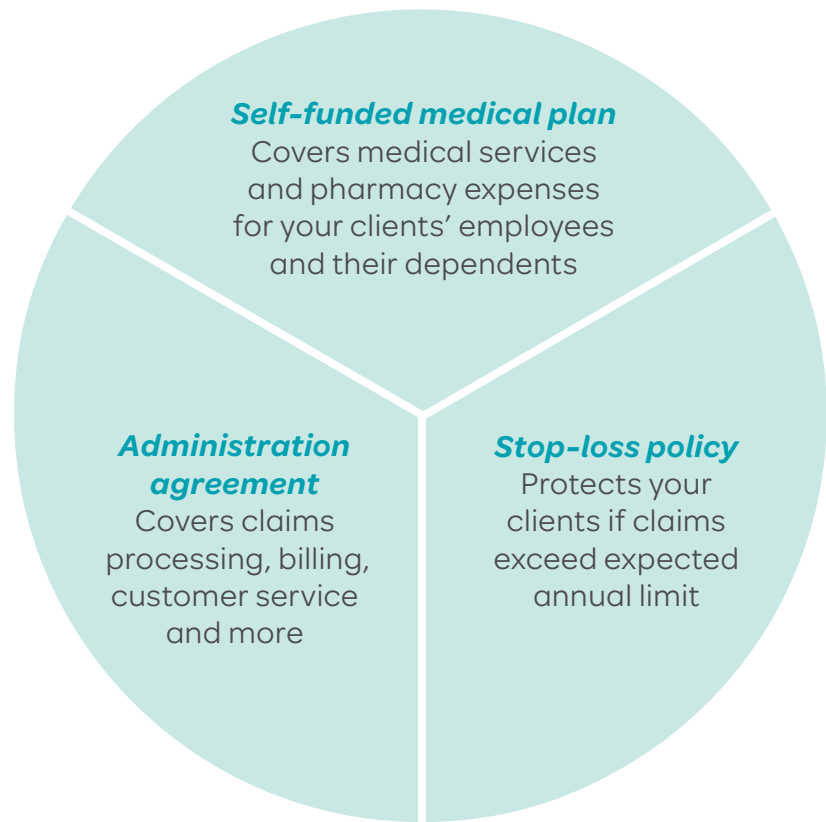 Self-funded medical plan
Covers medical services
and pharmacy expenses
for your clients’ employees
and their dependents
Administration
agreement
Covers claims
processing, billing,
customer service
and more
Stop-loss policy
Protects your
clients if claims
exceed expected
annual limit